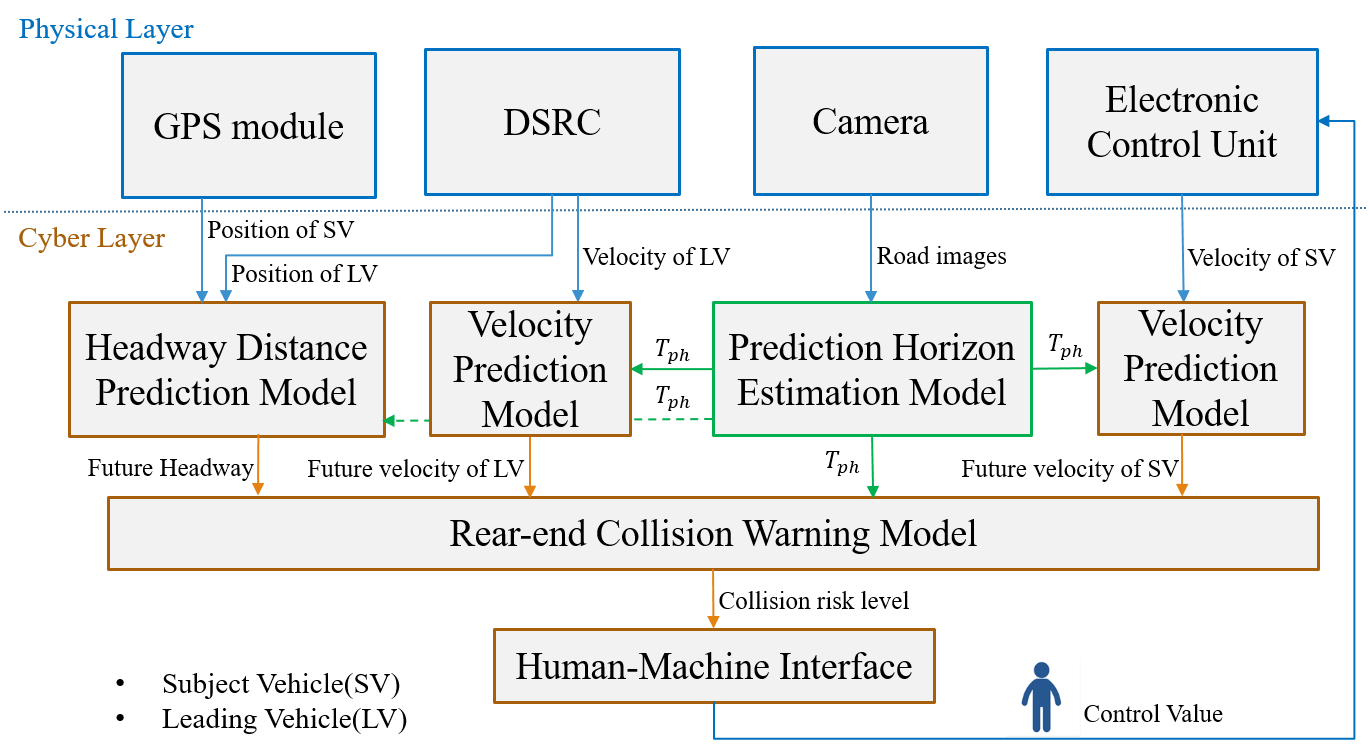 Physical Layer
GPS module
DSRC
Camera
Electronic
Control Unit
Cyber Layer
Position of SV
Position of LV
Velocity of LV
Road images
Velocity of SV
Headway Distance
Prediction Model
Velocity
Prediction
Model
Prediction Horizon
Estimation Model
Velocity
Prediction
Model
T_ph
T_ph
T_ph
Future Headway
Future velocity of LV
T_ph
Future velocity of SV
Rear-end Collision Warning Model
Collision risk level
Human-Machine Interface
• Subject Vehicle(SV)
• Leading Vehicle(LV)
Control Value